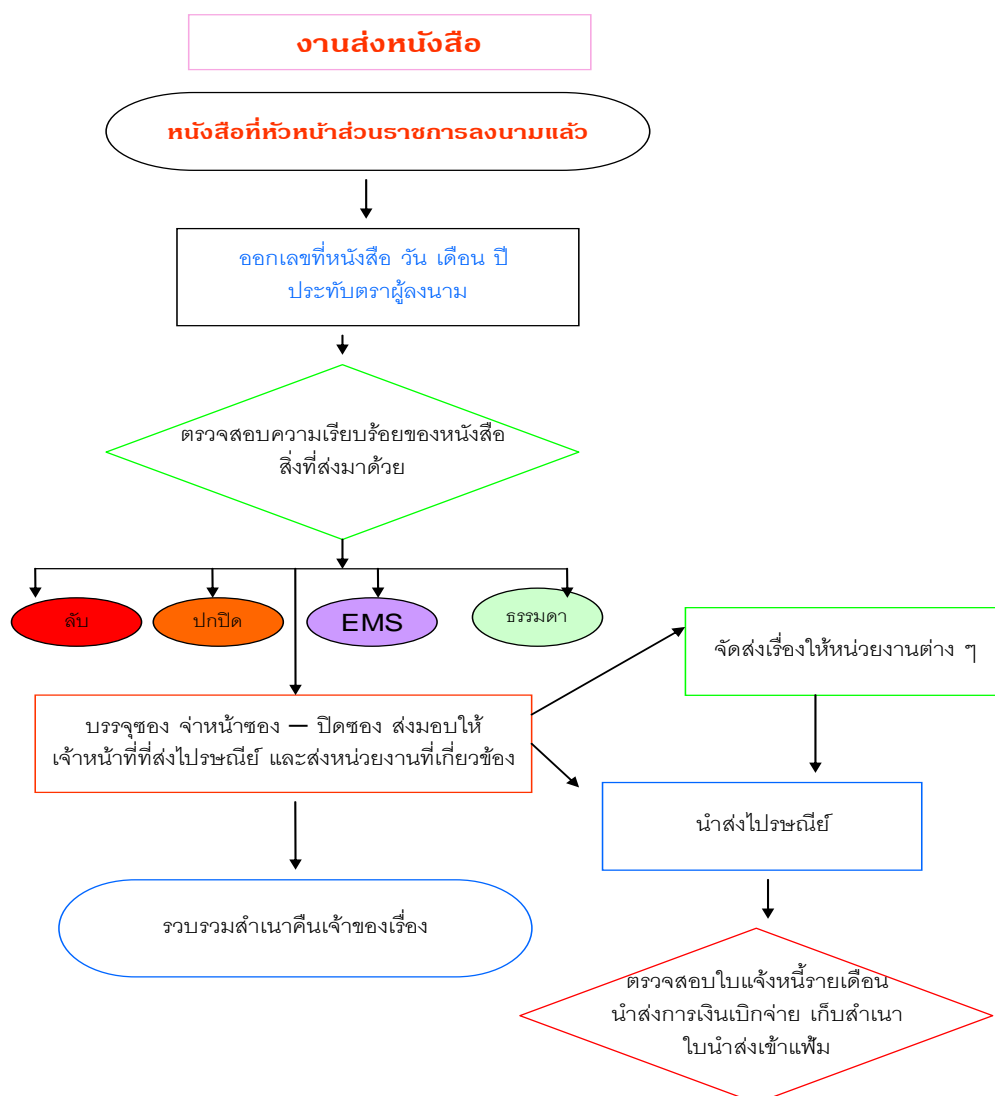 งานส่งหนังสือ
หนังสือที่หัวหน้าส่วนราชการลงนามแล้ว
ออกเลขที่หนังสือ วัน เดือน ปี
ประทับตราผู้ลงนาม
ตรวจสอบความเรียบร้อยของหนังสือ
สิ่งที่ส่งมาด้วย
ลับ
ปกปิด
EMS
ธรรมดา
จัดส่งเรื่องให้หน่วยงานต่าง ๆ
บรรจุซอง จ่าหน้าซอง – ปิดซอง ส่งมอบให้
เจ้าหน้าที่ที่ส่งไปรษณีย์ และส่งหน่วยงานที่เกี่ยวข้อง
นำส่งไปรษณีย์
รวบรวมสำเนาคืนเจ้าของเรื่อง
ตรวจสอบใบแจ้งหนี้รายเดือน
นำส่งการเงินเบิกจ่าย เก็บสำเนา
ใบนำส่งเข้าแฟ้ม